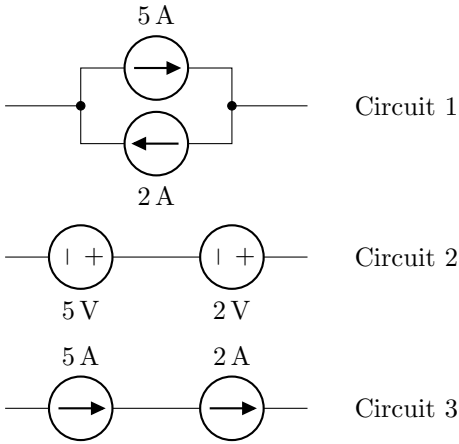 5 A
Circuit 1
2 A
| + | + Circuit 2
5 V 2 V
5 A 2 A
Circuit 3